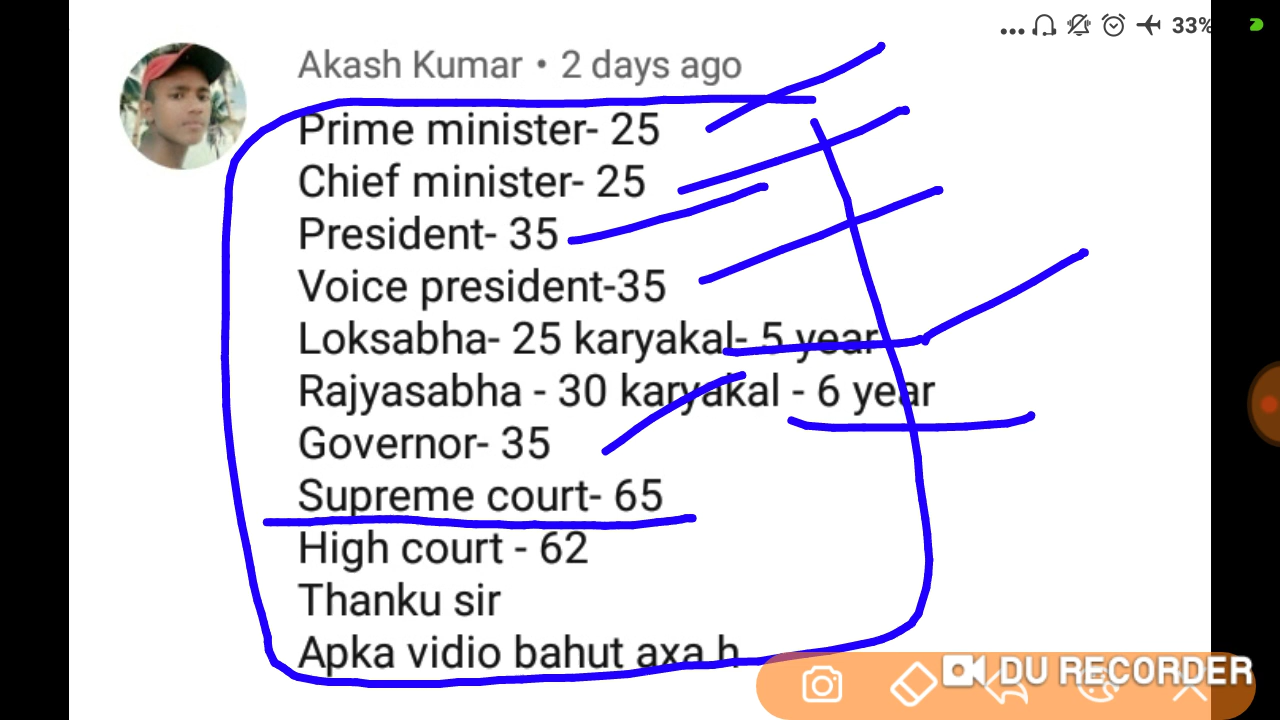 33%
Akash Kumar • 2 days ago
Prime minister- 25
Chief minister- 25
President- 35
Voice president-35
Loksabha- 25 karyakal- 5 year
Rajyasabha - 30 karyakal - 6 year
Governor- 35
Supreme court- 65
High court - 62
Thanku sir
Apka vidio bahut axa h
DU RECORDER